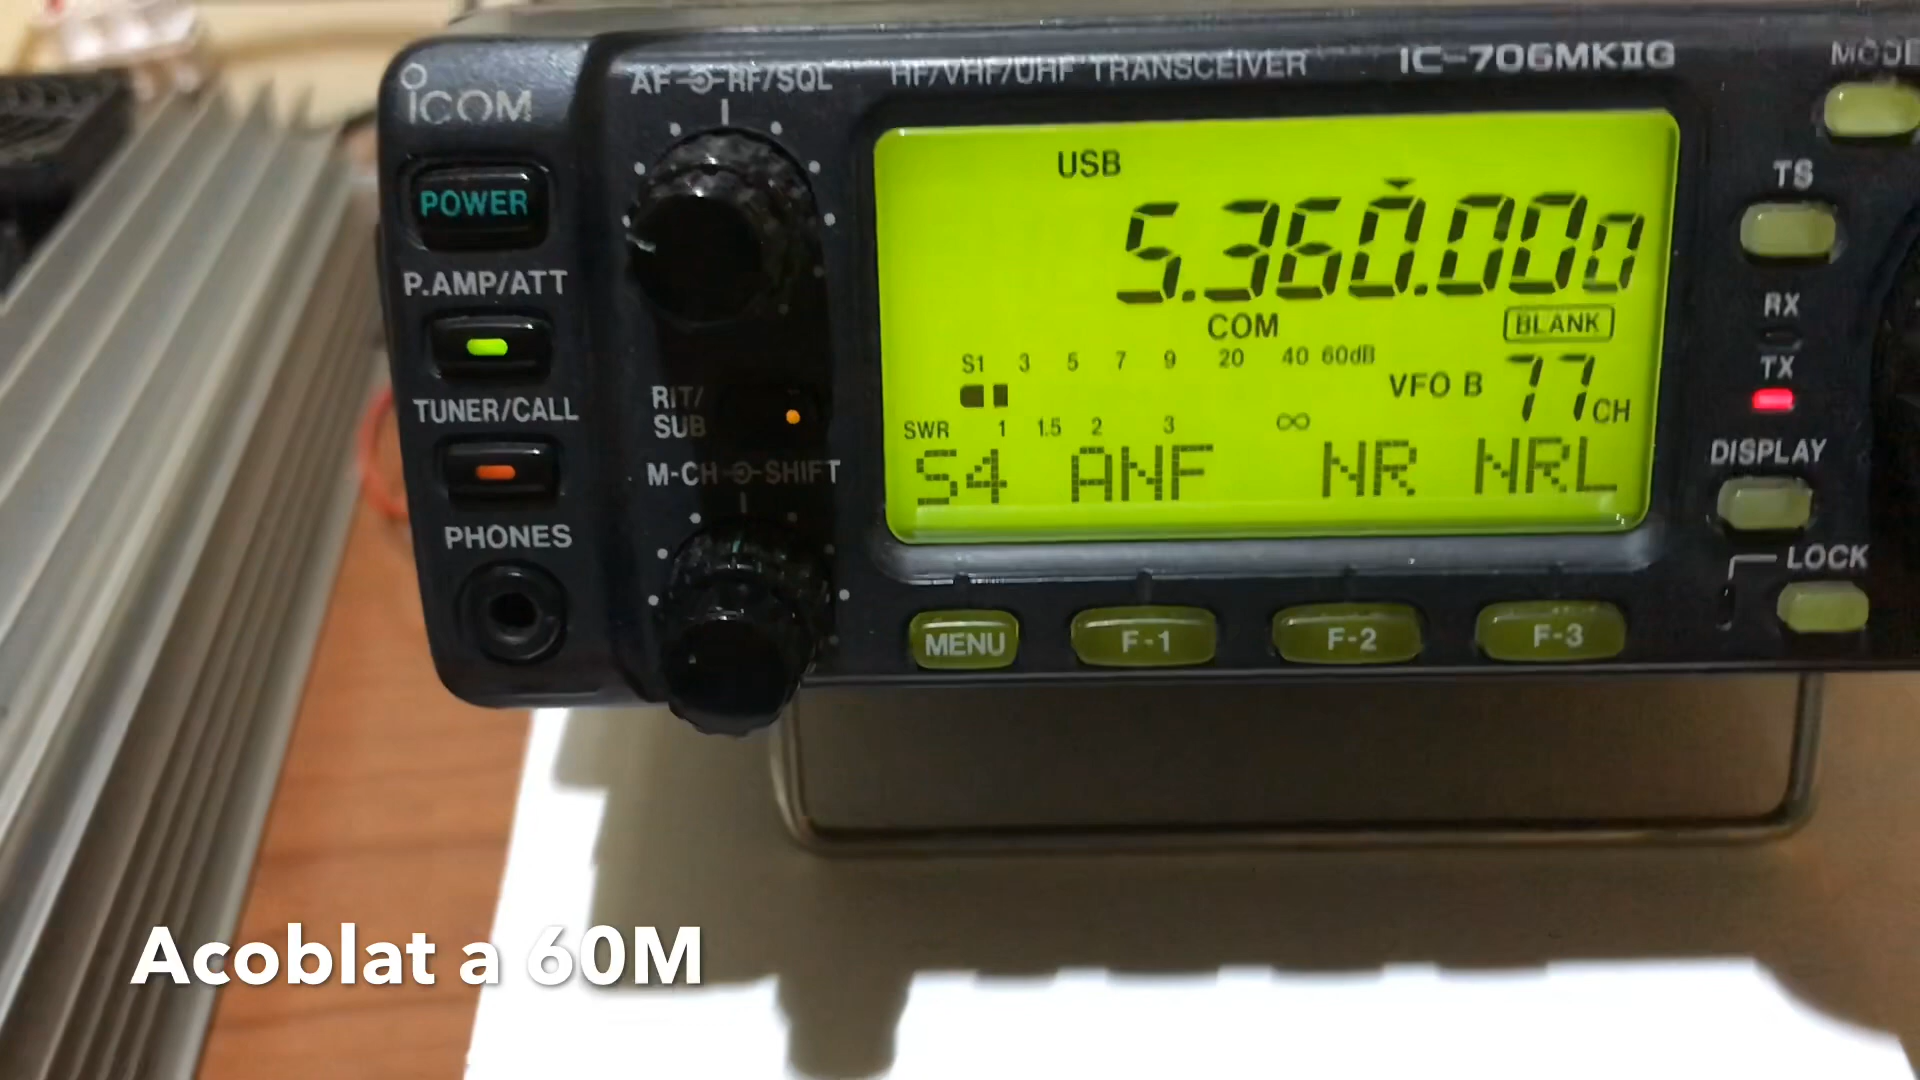 ICOM
AF RF/SQL
HF/VHF/UHF TRANSCEIVER
IC-706MKIIG
MODE
POWER
P.AMP/ATT
TUNER/CALL
PHONES
RIT/
SUB
M-CH SHIFT
USB
5.360.000
COM
BLANK
S1 3 5 7 9 20 40 60dB
VFO B 77CH
SWR 1 1.5 2 3 ∞
S4 ANF NR NRL
MENU F-1 F-2 F-3
TS
RX
TX
DISPLAY
LOCK
Acoblat a 60M